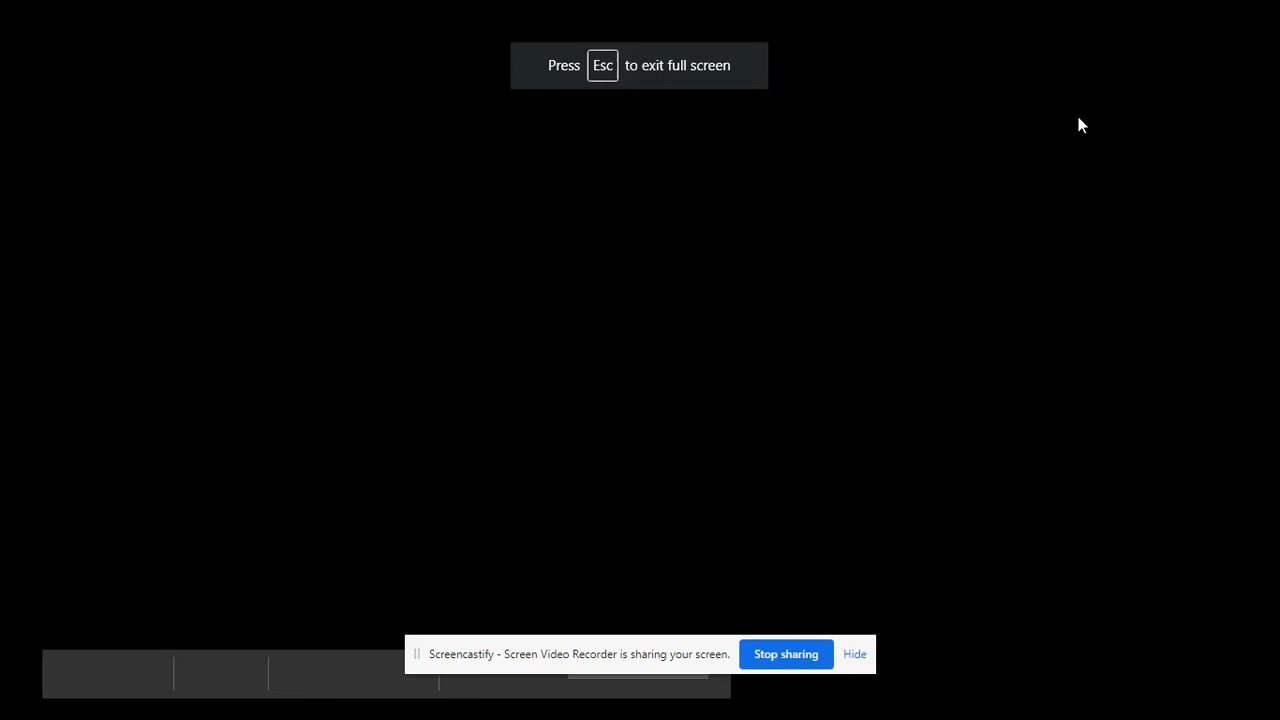 Press Esc to exit full screen
Screencastify - Screen Video Recorder is sharing your screen. Stop sharing Hide